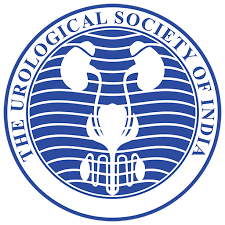 THE UROLOGICAL SOCIETY OF INDIA